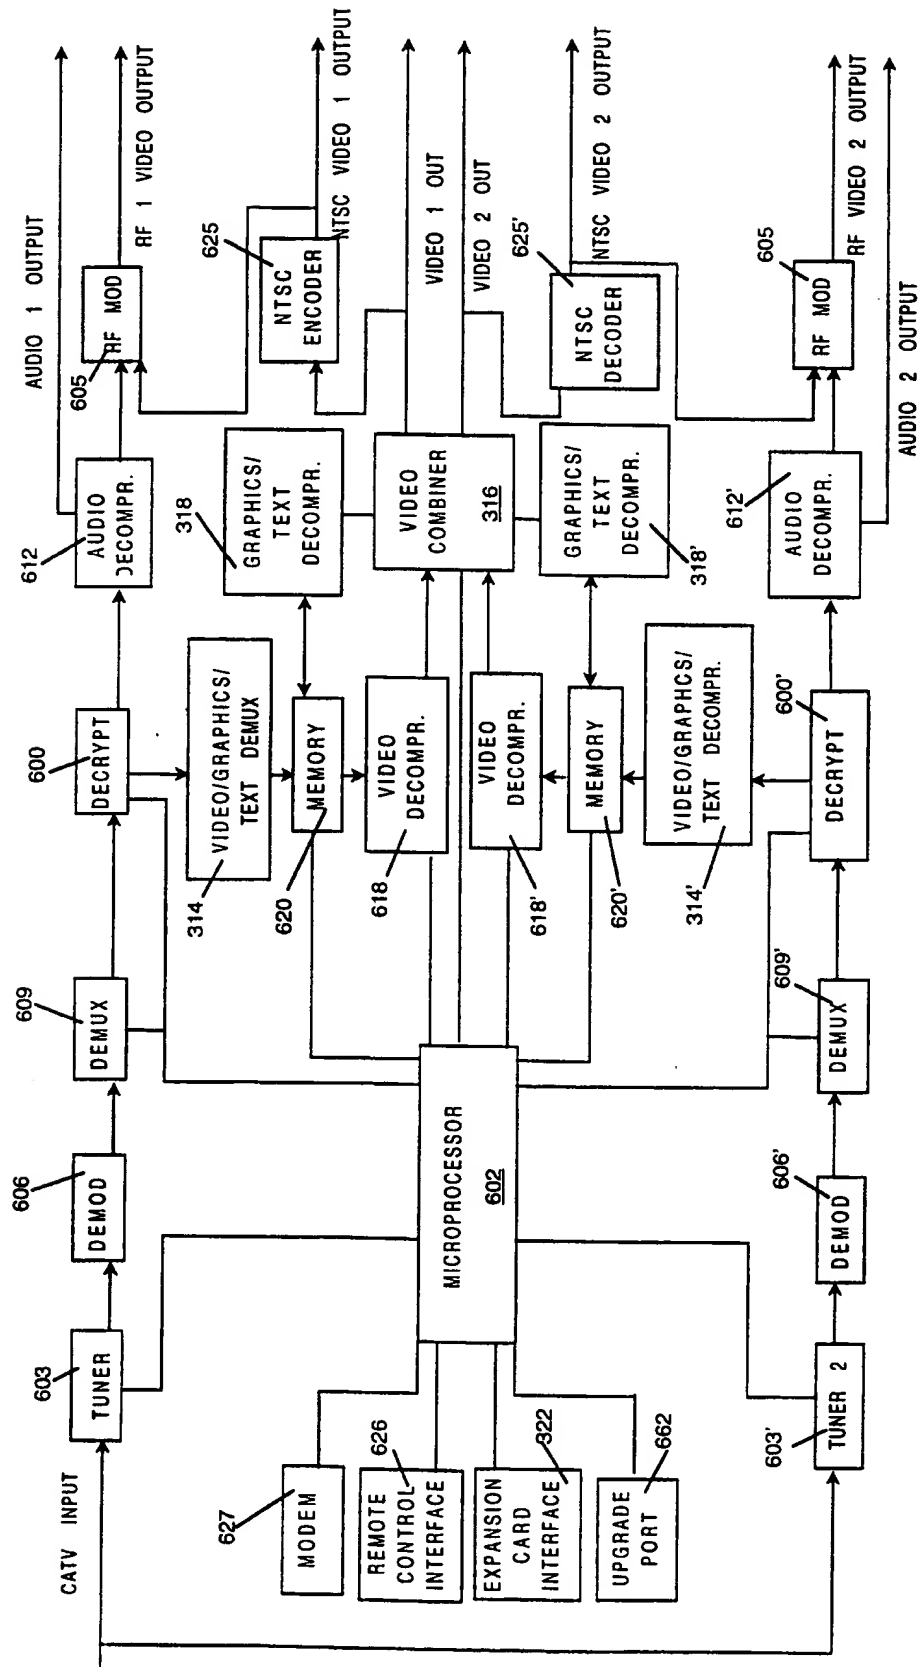 CATV INPUT
603
TUNER
606
DEMOD
609
DEMUX
600
DECRYPT
612
AUDIO
DECOMPR.
605
RF MOD
AUDIO 1 OUTPUT
RF 1 VIDEO OUTPUT
314
VIDEO/GRAPHICS/
TEXT DEMUX
318
GRAPHICS/
TEXT
DECOMPR.
625
NTSC
ENCODER
NTSC VIDEO 1 OUTPUT
627
MODEM
620
MEMORY
626
REMOTE
CONTROL
INTERFACE
618
VIDEO
DECOMPR.
VIDEO
COMBINER
316
VIDEO 1 OUT
VIDEO 2 OUT
MICROPROCESSOR
602
322
EXPANSION
CARD
INTERFACE
618'
VIDEO
DECOMPR.
625'
NTSC
DECODER
NTSC VIDEO 2 OUTPUT
662
UPGRADE
PORT
620'
MEMORY
318'
GRAPHICS/
TEXT
DECOMPR.
314'
VIDEO/GRAPHCS/
TEXT DECOMPR.
603'
TUNER 2
606'
DEMOD
609'
DEMUX
600'
DECRYPT
612'
AUDIO
DECOMPR.
605
RF MOD
RF VIDEO 2 OUTPUT
AUDIO 2 OUTPUT